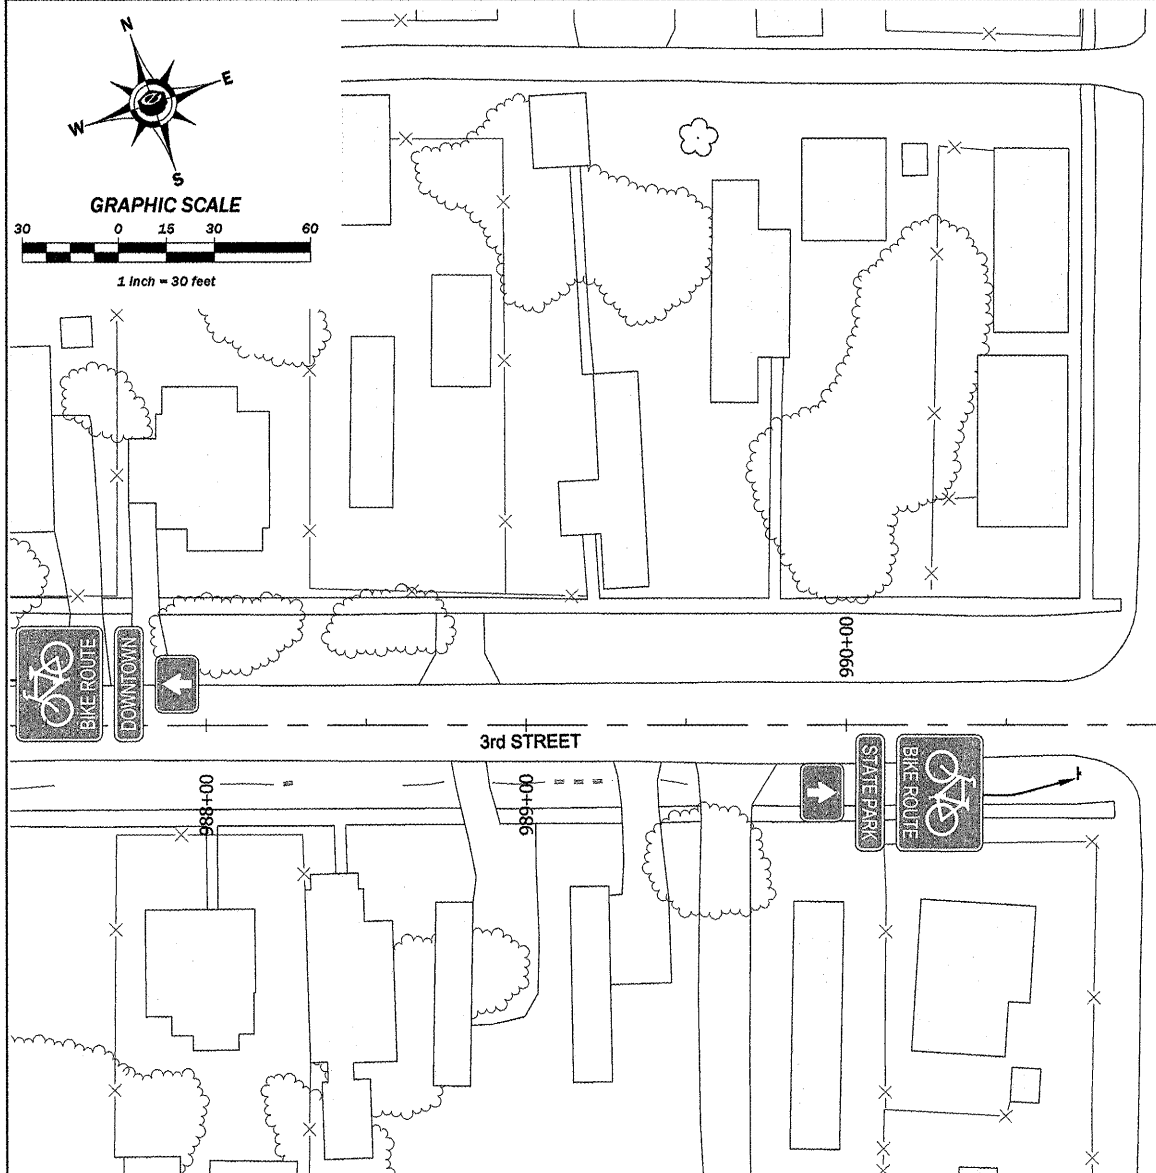 N
E
W
S
GRAPHIC SCALE
30 0 15 30 60
1 inch = 30 feet
990+00
BIKE ROUTE
DOWNTOWN
3rd STREET
988+00
989+00
STATE PARK
BIKE ROUTE